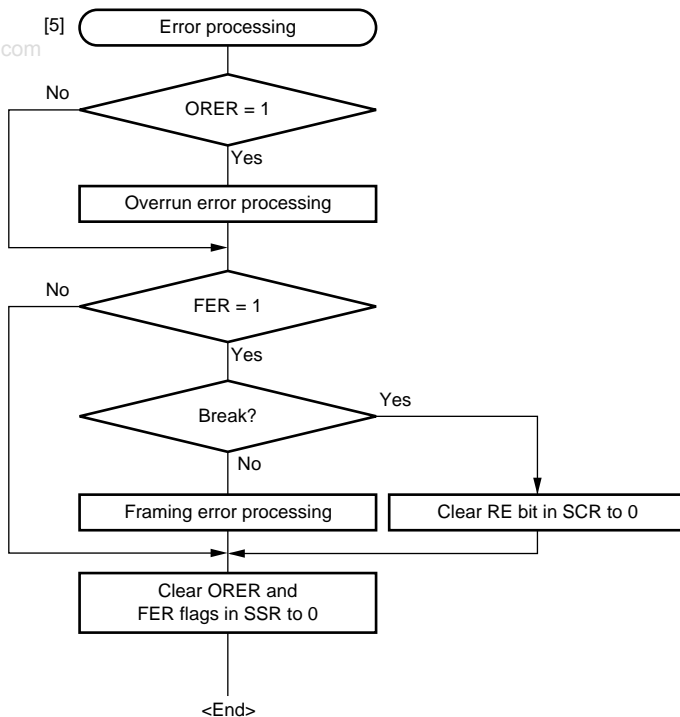 [5]
Error processing
com
No
ORER = 1
Yes
Overrun error processing
No
FER = 1
Yes
Break?
Yes
No
Framing error processing
Clear RE bit in SCR to 0
Clear ORER and
FER flags in SSR to 0
<End>